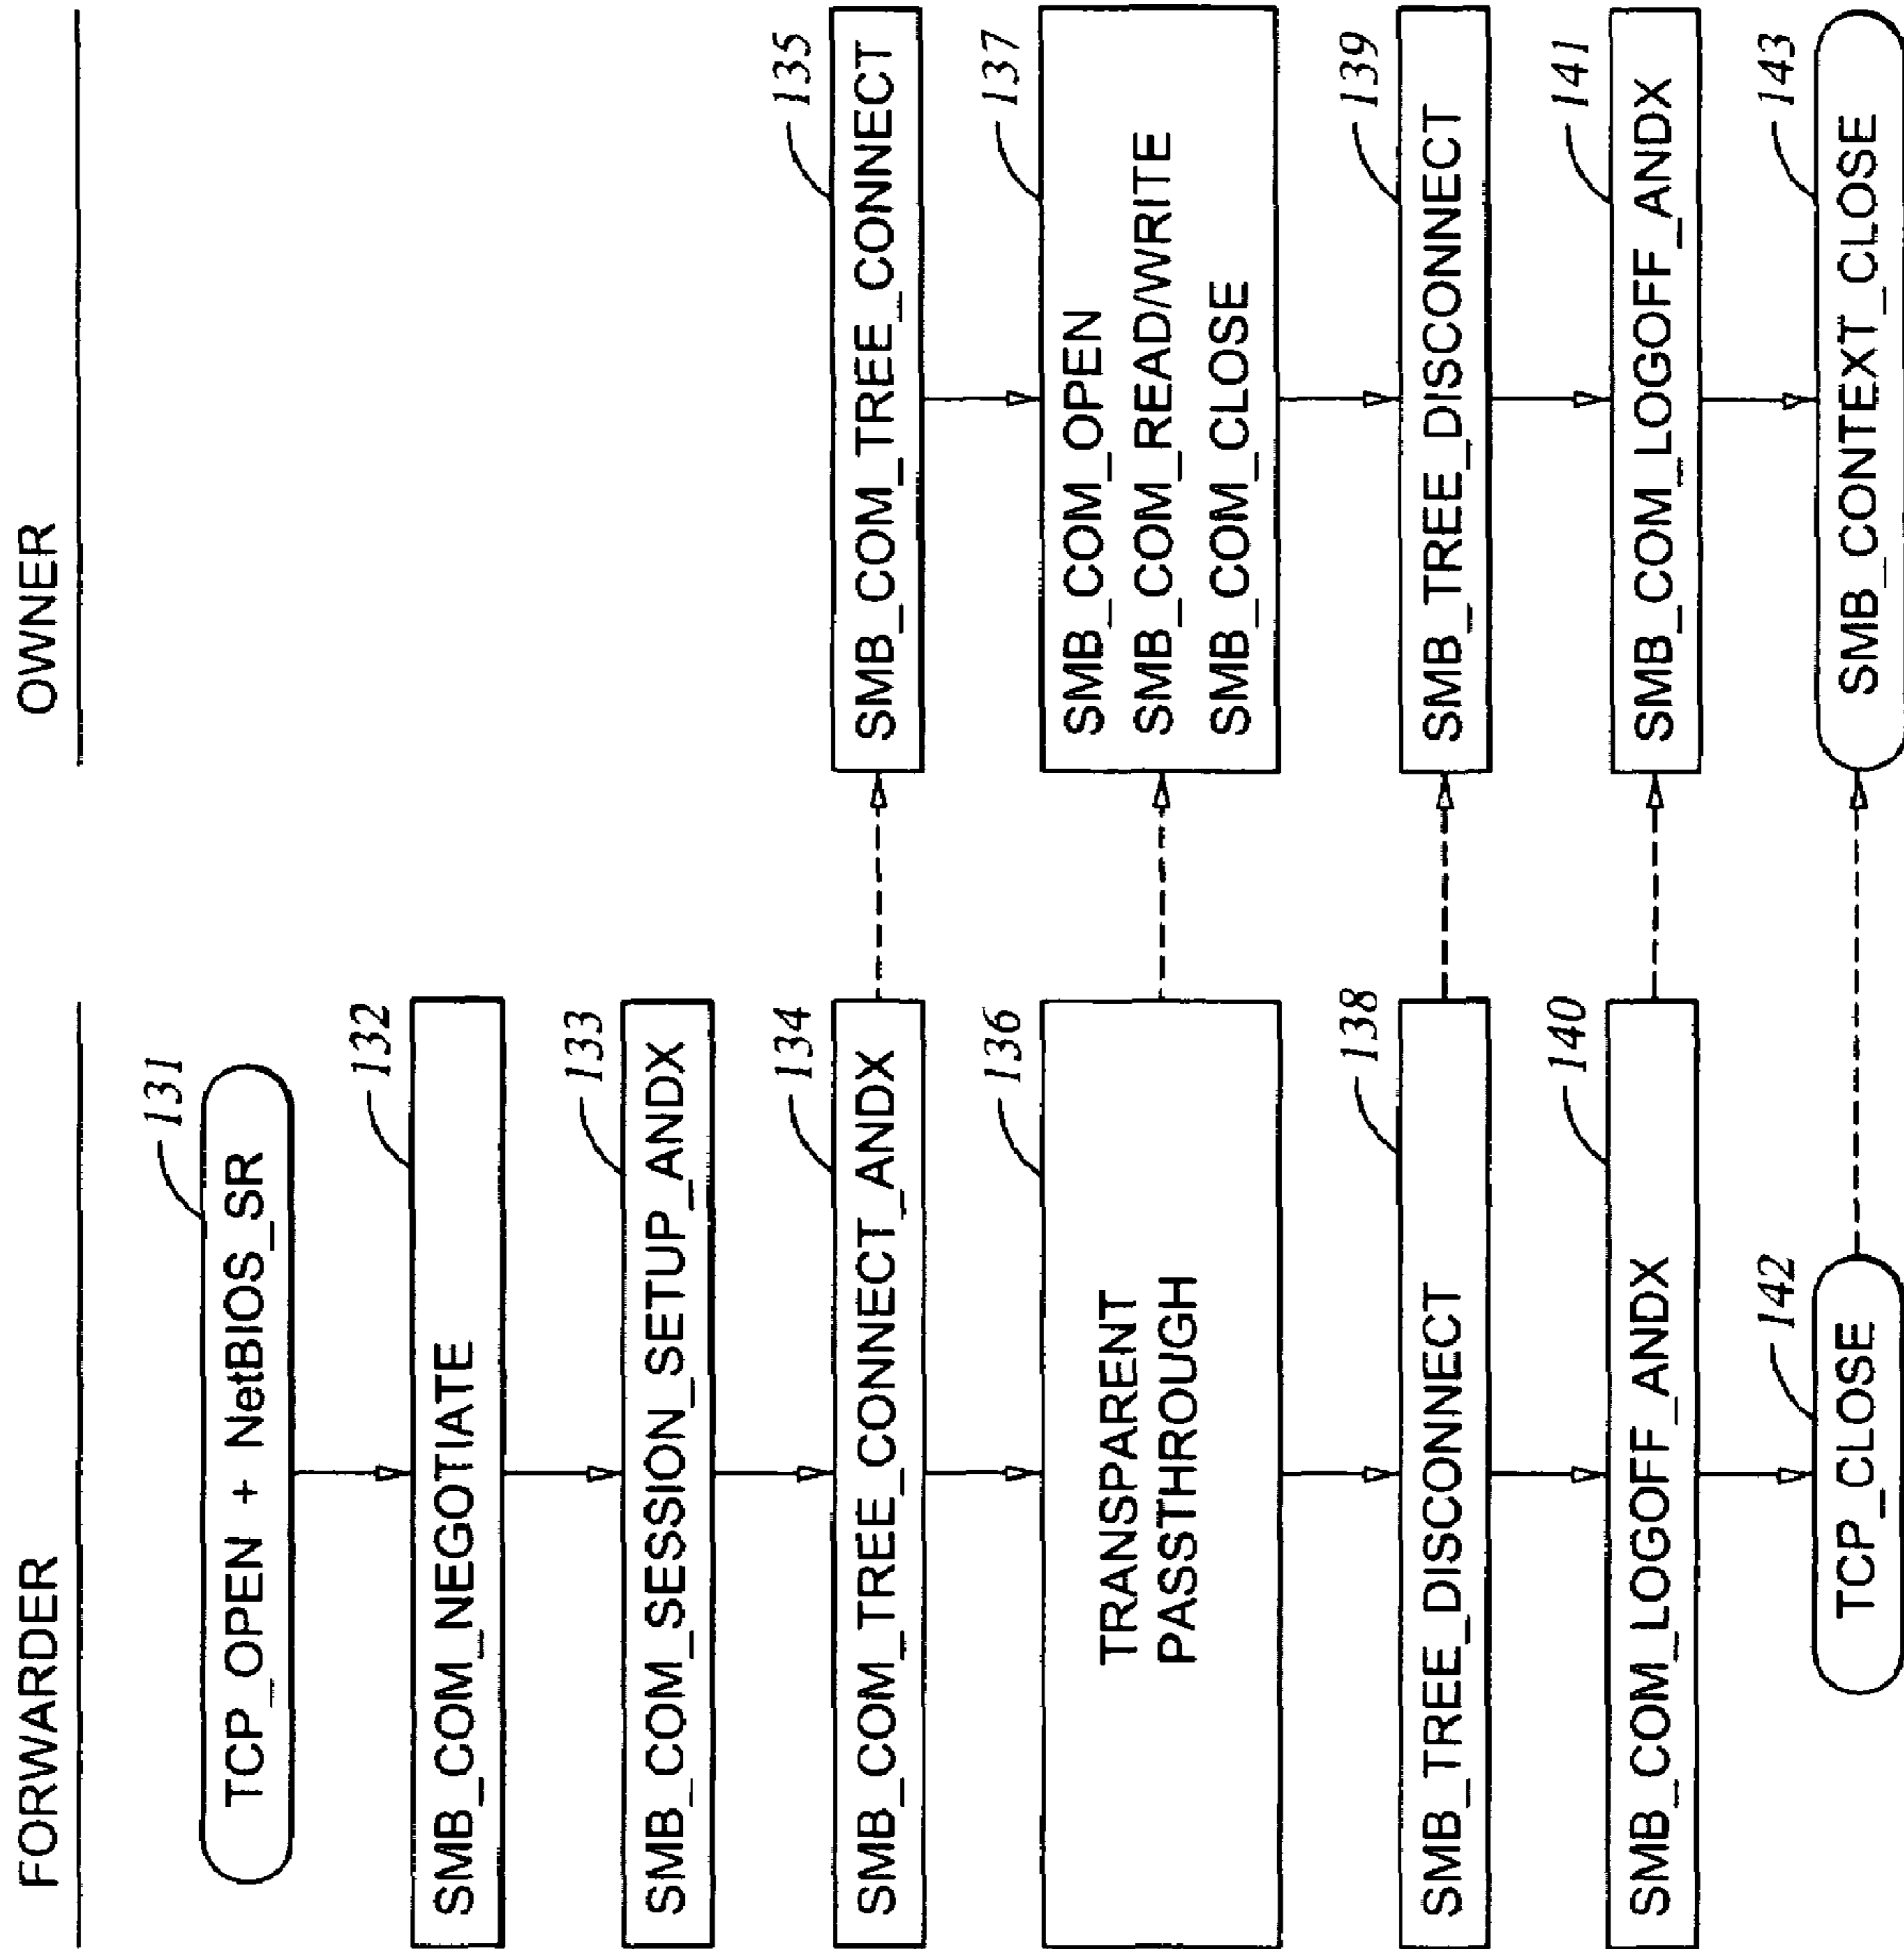 FORWARDER
OWNER
131
TCP_OPEN + NetBIOS_SR
132
SMB_COM_NEGOTIATE
133
SMB_COM_SESSION_SETUP_ANDX
134
SMB_COM_TREE_CONNECT_ANDX
135
SMB_COM_TREE_CONNECT
136
TRANSPARENT
PASSTHROUGH
137
SMB_COM_OPEN
SMB_COM_READ/WRITE
SMB_COM_CLOSE
138
SMB_TREE_DISCONNECT
139
SMB_TREE_DISCONNECT
140
SMB_COM_LOGOFF_ANDX
141
SMB_COM_LOGOFF_ANDX
142
TCP_CLOSE
143
SMB_CONTEXT_CLOSE